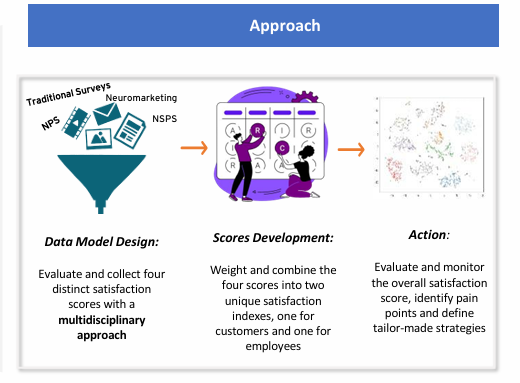 Approach
Traditional Surveys
Neuromarketing
NPS
NSPS
Data Model Design:
Evaluate and collect four
distinct satisfaction
scores with a
multidisciplinary
approach
Scores Development:
Weight and combine the
four scores into two
unique satisfaction
indexes, one for
customers and one for
employees
Action:
Evaluate and monitor
the overall satisfaction
score, identify pain
points and define
tailor-made strategies